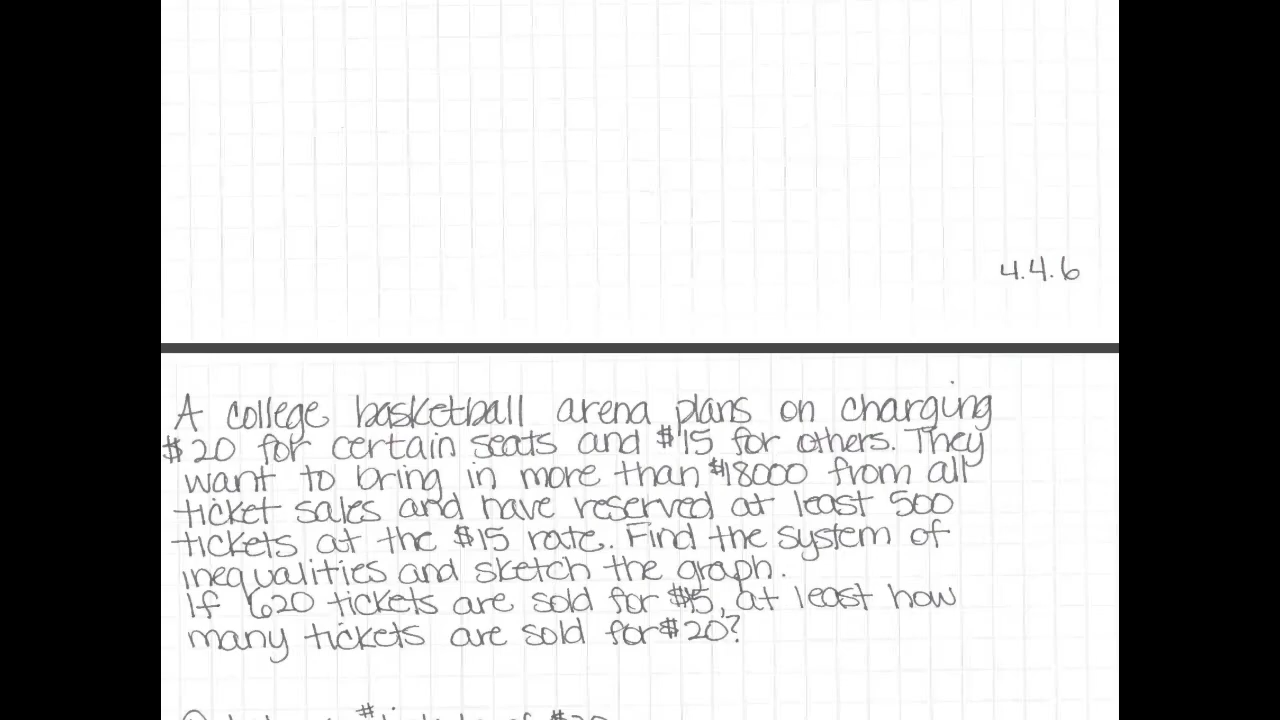 4.4.6
A college basketball arena plans on charging
$20 for certain seats and $15 for others. They
want to bring in more than $18000 from all
ticket sales and have reserved at least 500
tickets at the $15 rate. Find the system of
inequalities and sketch the graph.
If 620 tickets are sold for $15, at least how
many tickets are sold for $20?
#